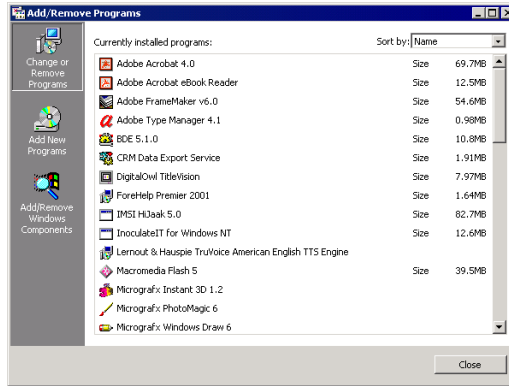 Add/Remove Programs
Change or
Remove
Programs
Add New
Programs
Add/Remove
Windows
Components
Currently installed programs:
Sort by: Name
Adobe Acrobat 4.0 Size 69.7MB
Adobe Acrobat eBook Reader Size 12.5MB
Adobe FrameMaker v6.0 Size 54.6MB
Adobe Type Manager 4.1 Size 0.98MB
BDE 5.1.0 Size 10.8MB
CRM Data Export Service Size 1.91MB
DigitalOwl TitleVision Size 7.97MB
ForeHelp Premier 2001 Size 1.64MB
IMSI HiJaak 5.0 Size 82.7MB
InoculateIT for Windows NT Size 12.6MB
Lernout & Hauspie TruVoice American English TTS Engine
Macromedia Flash 5 Size 39.5MB
Micrografx Instant 3D 1.2
Micrografx PhotoMagic 6
Micrografx Windows Draw 6
Close